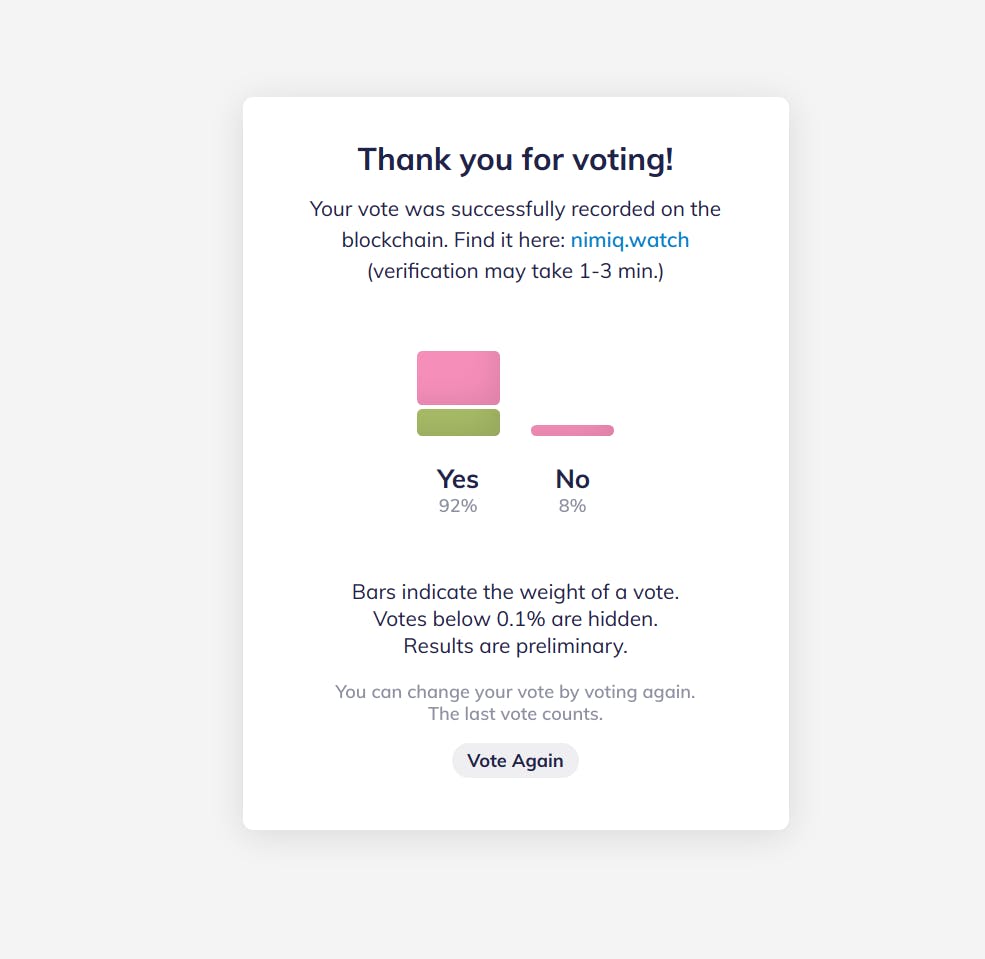 Thank you for voting!
Your vote was successfully recorded on the
blockchain. Find it here: nimiq.watch
(verification may take 1-3 min.)
Yes No
92% 8%
Bars indicate the weight of a vote.
Votes below 0.1% are hidden.
Results are preliminary.
You can change your vote by voting again.
The last vote counts.
Vote Again